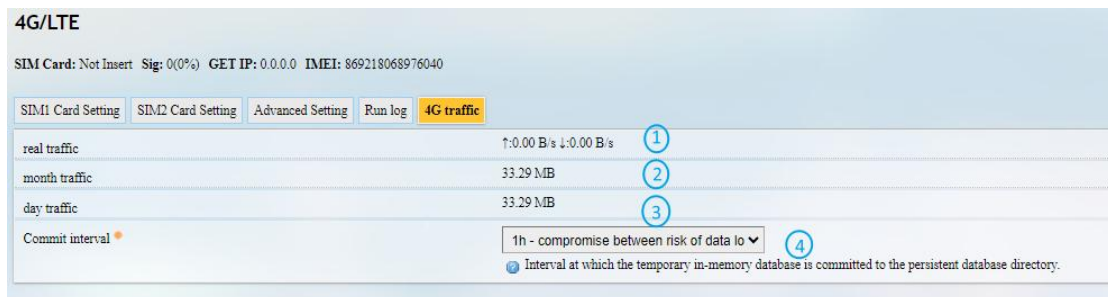 4G/LTE
SIM Card: Not Insert Sig: 0(0%) GET IP: 0.0.0.0 IMEI: 869218068976040
SIM1 Card Setting SIM2 Card Setting Advanced Setting Run log 4G traffic
real traffic ↑:0.00 B/s ↓:0.00 B/s 1
month traffic 33.29 MB 2
day traffic 33.29 MB 3
Commit interval 1h - compromise between risk of data lo 4
Interval at which the temporary in-memory database is committed to the persistent database directory.